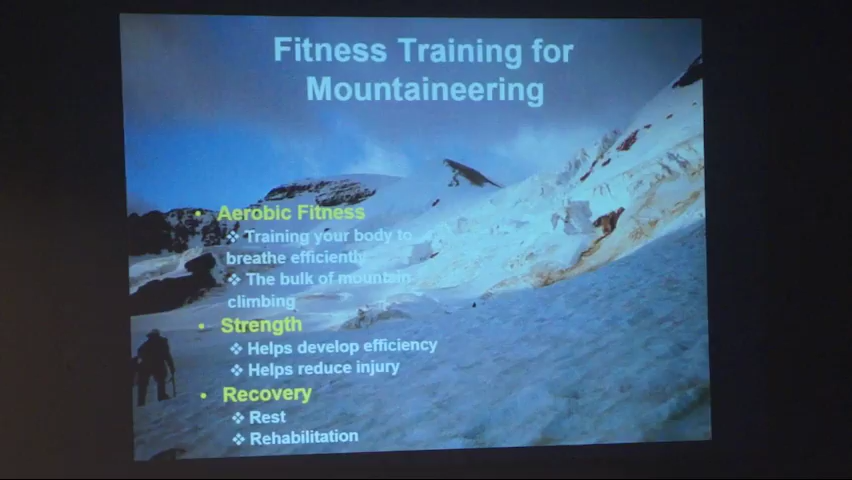 Fitness Training for
Mountaineering
• Aerobic Fitness
❖ Training your body to
breathe efficiently
❖ The bulk of mountain
climbing
• Strength
❖ Helps develop efficiency
❖ Helps reduce injury
• Recovery
❖ Rest
❖ Rehabilitation